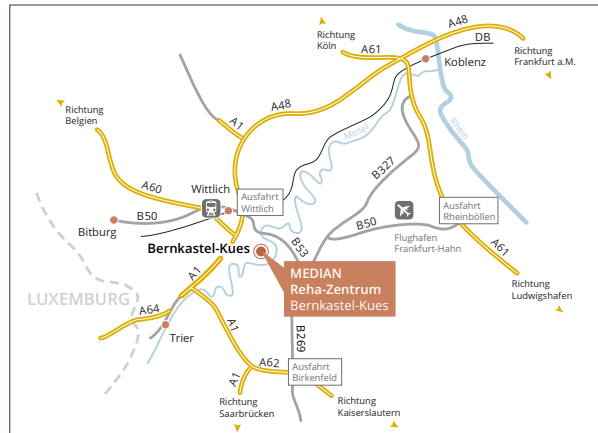 Richtung
Köln
A61
A48
DB
Richtung
Frankfurt a.M.
Koblenz
Richtung
Belgien
A1
A48
Mosel
Rhein
B327
A60
Wittlich
Ausfahrt
Wittlich
Ausfahrt
Rheinböllen
B50
Bitburg
B50
Flughafen
Frankfurt-Hahn
A61
Bernkastel-Kues
B53
MEDIAN
Reha-Zentrum
Bernkastel-Kues
Richtung
Ludwigshafen
LUXEMBURG
A1
A64
Trier
A1
B269
A62
Ausfahrt
Birkenfeld
A1
Richtung
Saarbrücken
Richtung
Kaiserslautern